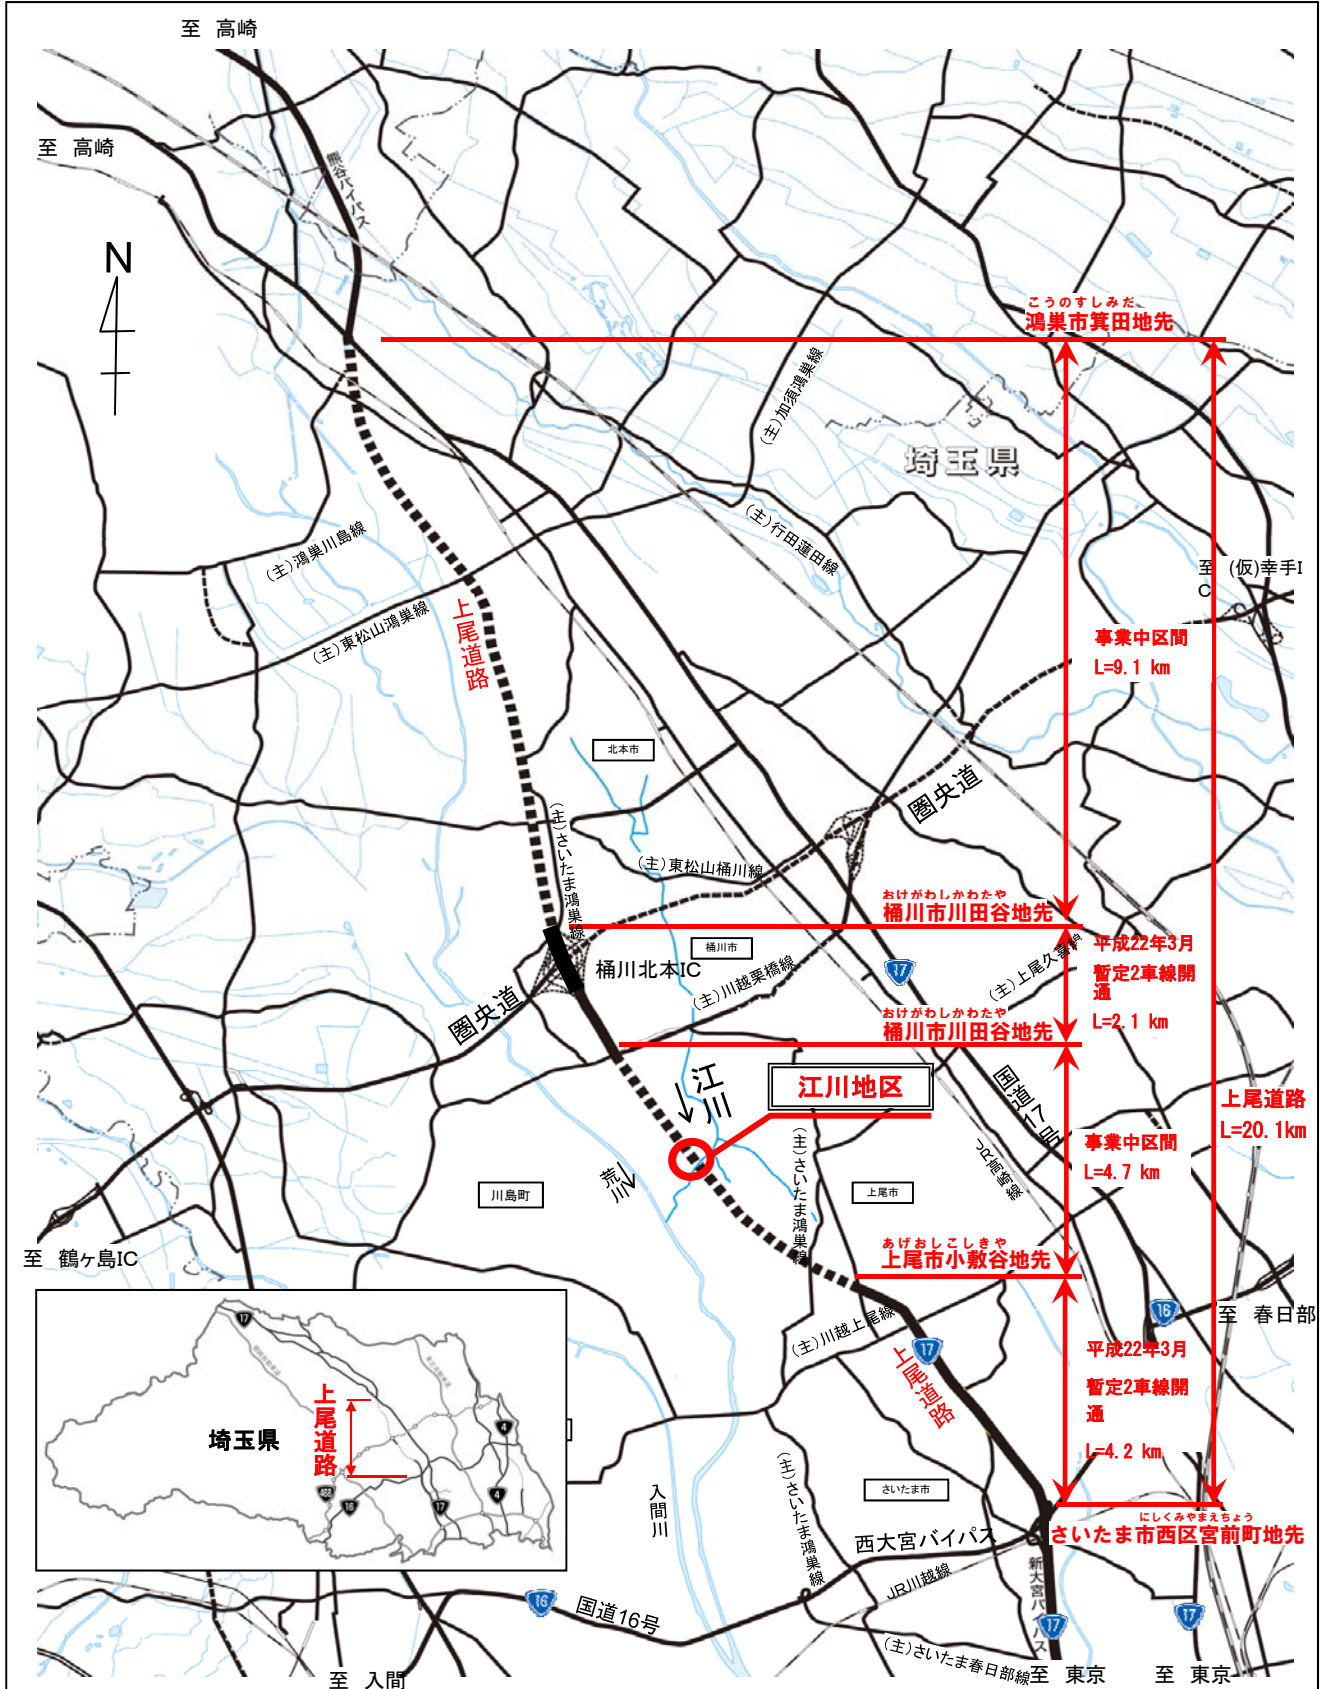 至 高崎
至 高崎
熊谷バイパス
N
こうのすしみだ
鴻巣市箕田地先
(主)加須鴻巣線
埼玉県
(主)行田蓮田線
(主)鴻巣川島線
至 (仮)幸手I
C
(主)東松山鴻巣線
上尾道路
事業中区間
L=9.1 km
北本市
圏央道
(主)さいたま鴻巣線
(主)東松山桶川線
おけがわしかわたや
桶川市川田谷地先
桶川市
平成22年3月
暫定2車線開
通
L=2.1 km
桶川北本IC
17
(主)上尾久喜線
(主)川越栗橋線
圏央道
おけがわしかわたや
桶川市川田谷地先
江川
江川地区
国道17号
上尾道路
L=20.1km
(主)さいたま鴻巣線
JR高崎線
事業中区間
L=4.7 km
荒川
川島町
上尾市
あげおしこしきや
上尾市小敷谷地先
至 鶴ヶ島IC
16
至 春日部
(主)川越上尾線
17
上尾道路
平成22年3月
暫定2車線開
通
L=4.2 km
17
上尾道路
埼玉県
4
468
16
17
4
(主)さいたま鴻巣線
入間川
さいたま市
にしくみやまえちょう
さいたま市西区宮前町地先
西大宮バイパス
JR川越線
新大宮バイパス
16
国道16号
17
17
(主)さいたま春日部線
至 入間
至 東京
至 東京